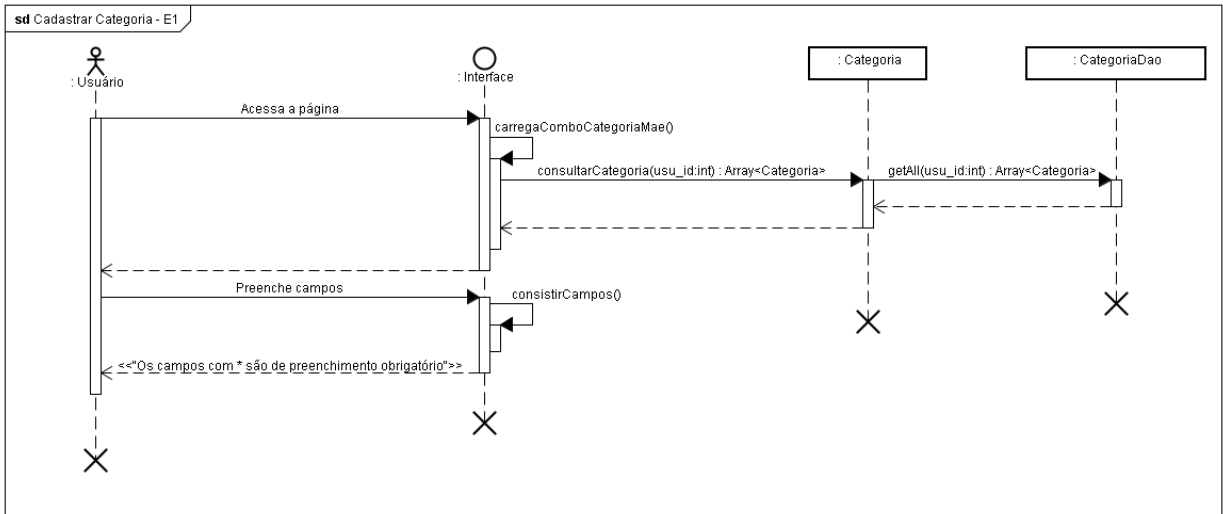 sd Cadastrar Categoria - E1
: Usuário
: Interface
: Categoria
: CategoriaDao
Acessa a página
carregaComboCategoriaMae()
consultarCategoria(usu_id:int) : Array<Categoria>
getAll(usu_id:int) : Array<Categoria>
Preenche campos
consistirCampos()
<<"Os campos com * são de preenchimento obrigatório">>